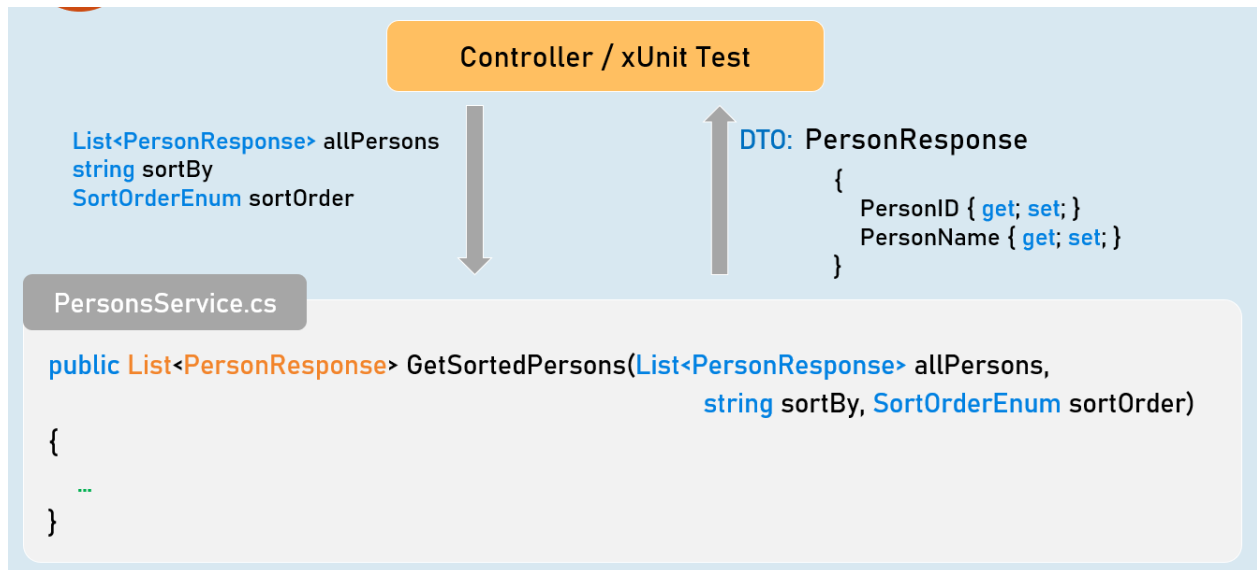 Controller / xUnit Test
List<PersonResponse> allPersons
string sortBy
SortOrderEnum sortOrder
DTO: PersonResponse
{
PersonID { get; set; }
PersonName { get; set; }
}
PersonsService.cs
public List<PersonResponse> GetSortedPersons(List<PersonResponse> allPersons,
string sortBy, SortOrderEnum sortOrder)
{
...
}